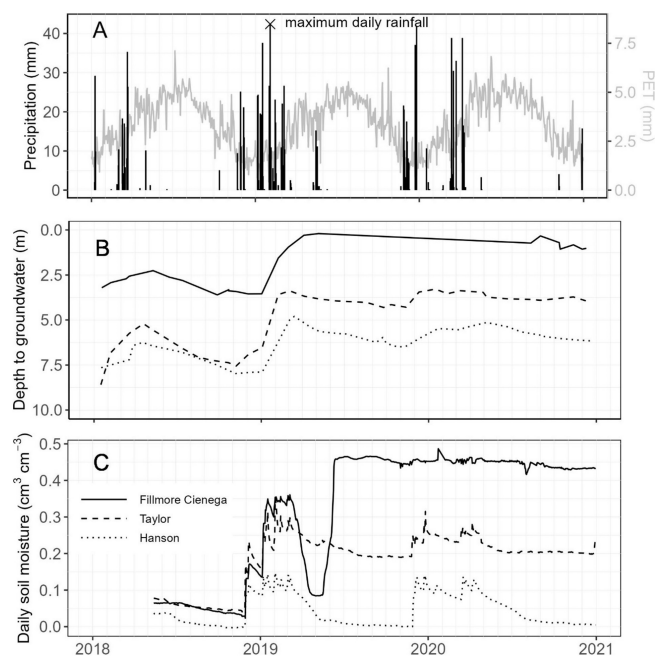 A
maximum daily rainfall
Precipitation (mm)
40
30
20
10
0
PET (mm)
7.5
5.0
2.5
0.0
B
Depth to groundwater (m)
0.0
2.5
5.0
7.5
10.0
C
Daily soil moisture (cm³ cm⁻³)
0.5
0.4
0.3
0.2
0.1
0.0
Fillmore Cienega
Taylor
Hanson
2018 2019 2020 2021